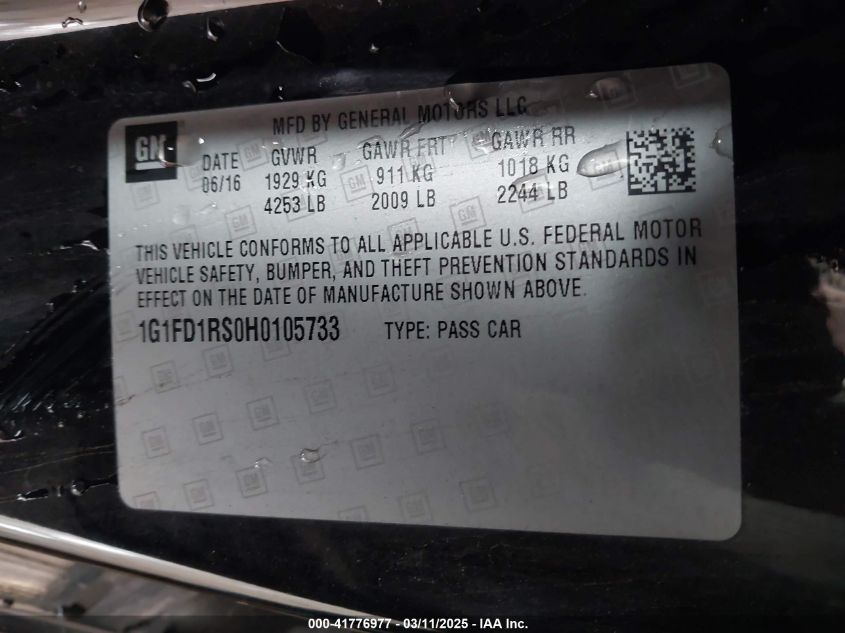 MFD BY GENERAL MOTORS LLC
GM
DATE GVWR GAWR FRT GAWR RR
06/16 1929 KG 911 KG 1018 KG
4253 LB 2009 LB 2244 LB
THIS VEHICLE CONFORMS TO ALL APPLICABLE U.S. FEDERAL MOTOR
VEHICLE SAFETY, BUMPER, AND THEFT PREVENTION STANDARDS IN
EFFECT ON THE DATE OF MANUFACTURE SHOWN ABOVE.
1G1FD1RS0H0105733 TYPE: PASS CAR
000-41776977 - 03/11/2025 - IAA Inc.